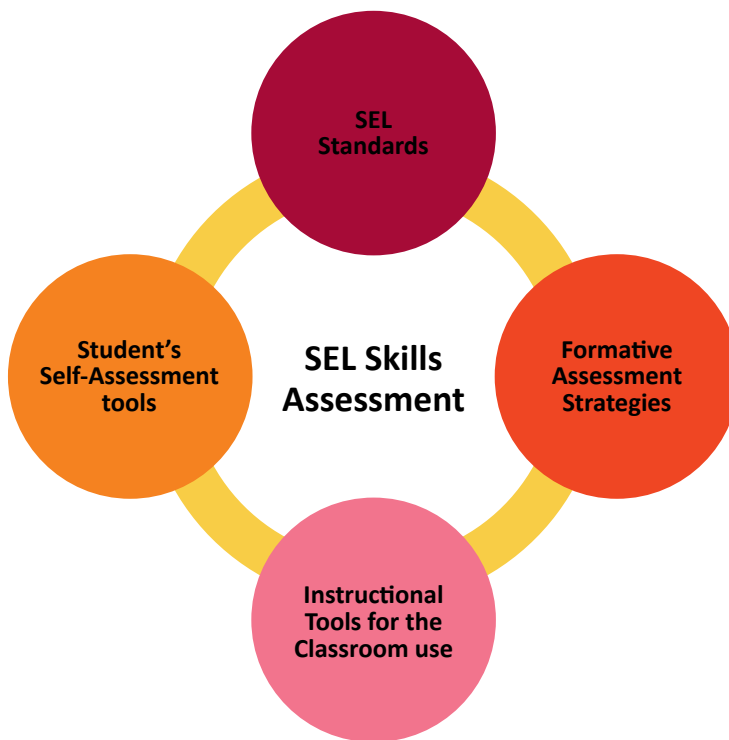 SEL
Standards
Student’s
Self-Assessment
tools
SEL Skills
Assessment
Formative
Assessment
Strategies
Instructional
Tools for the
Classroom use